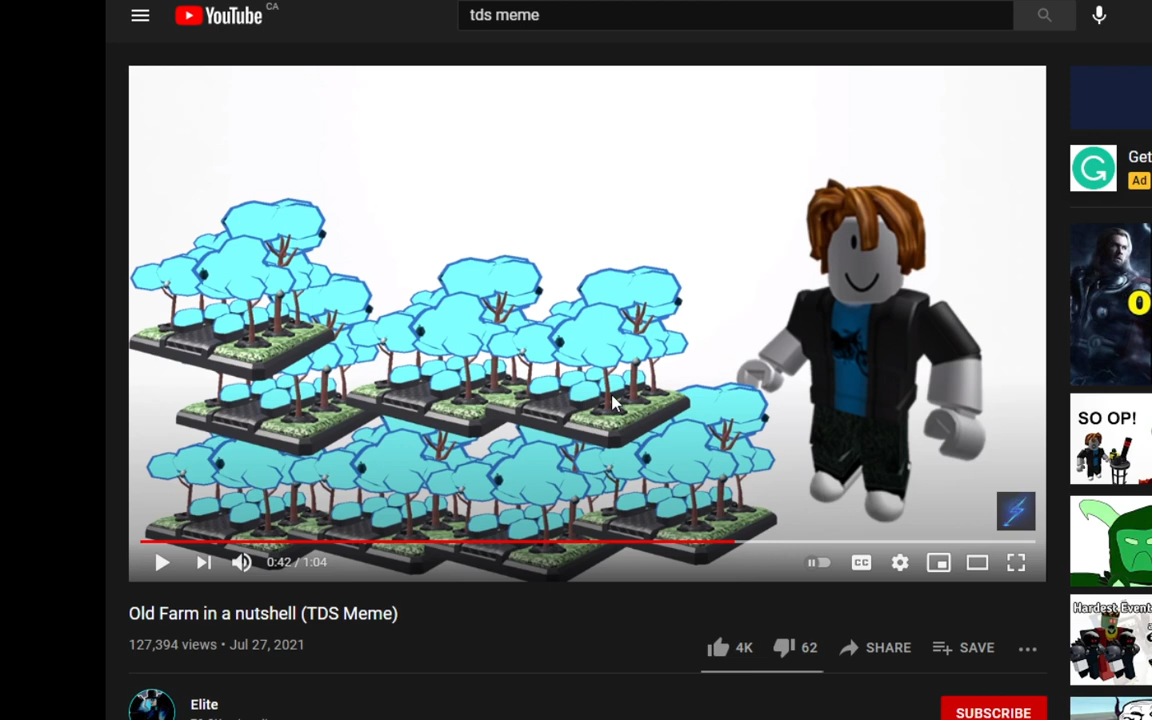 YouTube CA
tds meme
Get
Ad
SO OP!
0:42 / 1:04
CC
Old Farm in a nutshell (TDS Meme)
127,394 views • Jul 27, 2021
4K
62
SHARE
SAVE
Hardest Event
Elite
SUBSCRIBE